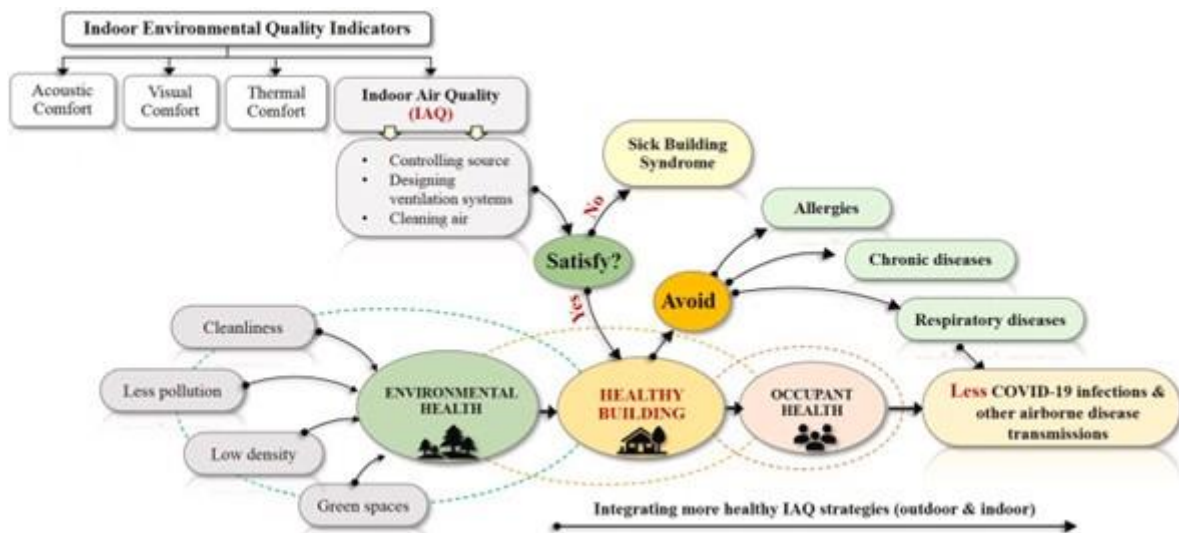 Indoor Environmental Quality Indicators
Acoustic
Comfort
Visual
Comfort
Thermal
Comfort
Indoor Air Quality
(IAQ)
• Controlling source
• Designing
ventilation systems
• Cleaning air
Sick Building
Syndrome
No
Satisfy?
Yes
Allergies
Chronic diseases
Avoid
Respiratory diseases
Cleanliness
Less pollution
Low density
Green spaces
ENVIRONMENTAL
HEALTH
HEALTHY
BUILDING
OCCUPANT
HEALTH
Less COVID-19 infections &
other airborne disease
transmissions
Integrating more healthy IAQ strategies (outdoor & indoor)